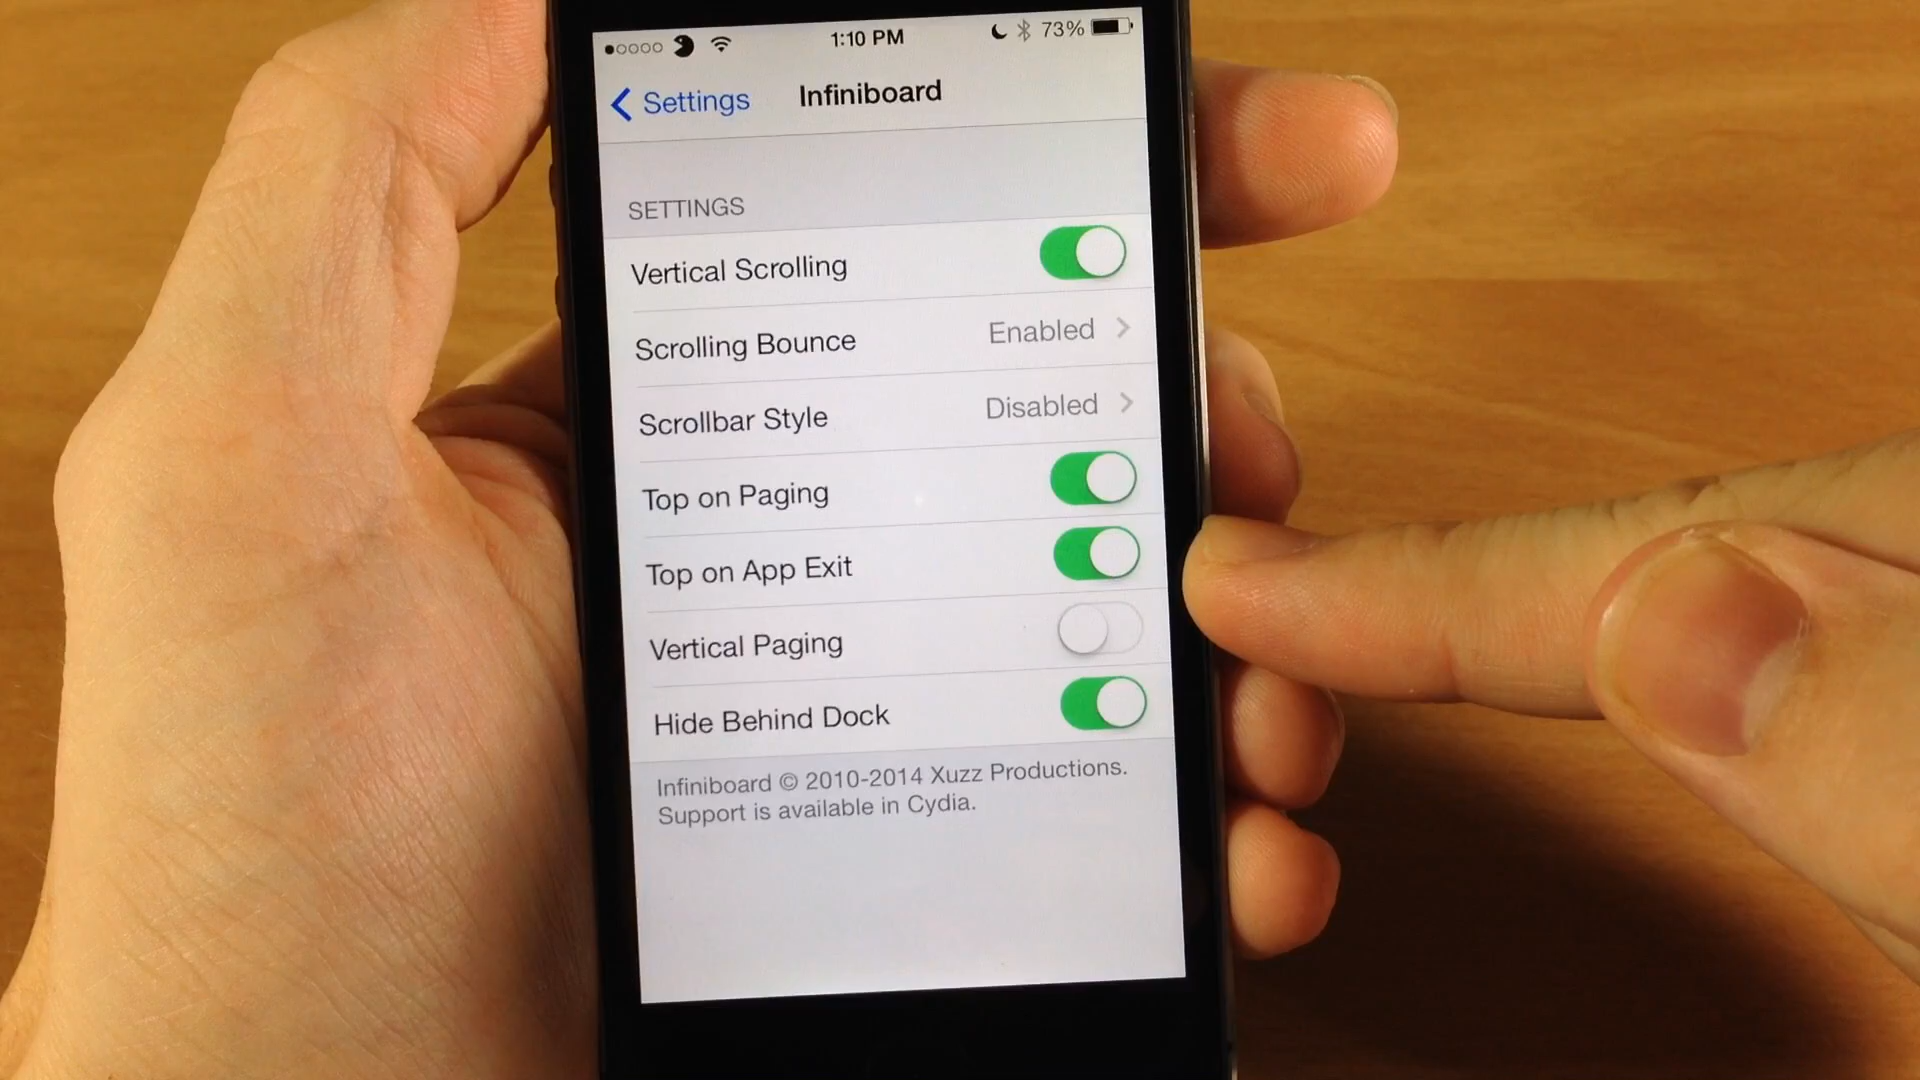 1:10 PM
73%
Settings
Infiniboard
SETTINGS
Vertical Scrolling
Scrolling Bounce Enabled
Scrollbar Style Disabled
Top on Paging
Top on App Exit
Vertical Paging
Hide Behind Dock
Infiniboard © 2010-2014 Xuzz Productions.
Support is available in Cydia.